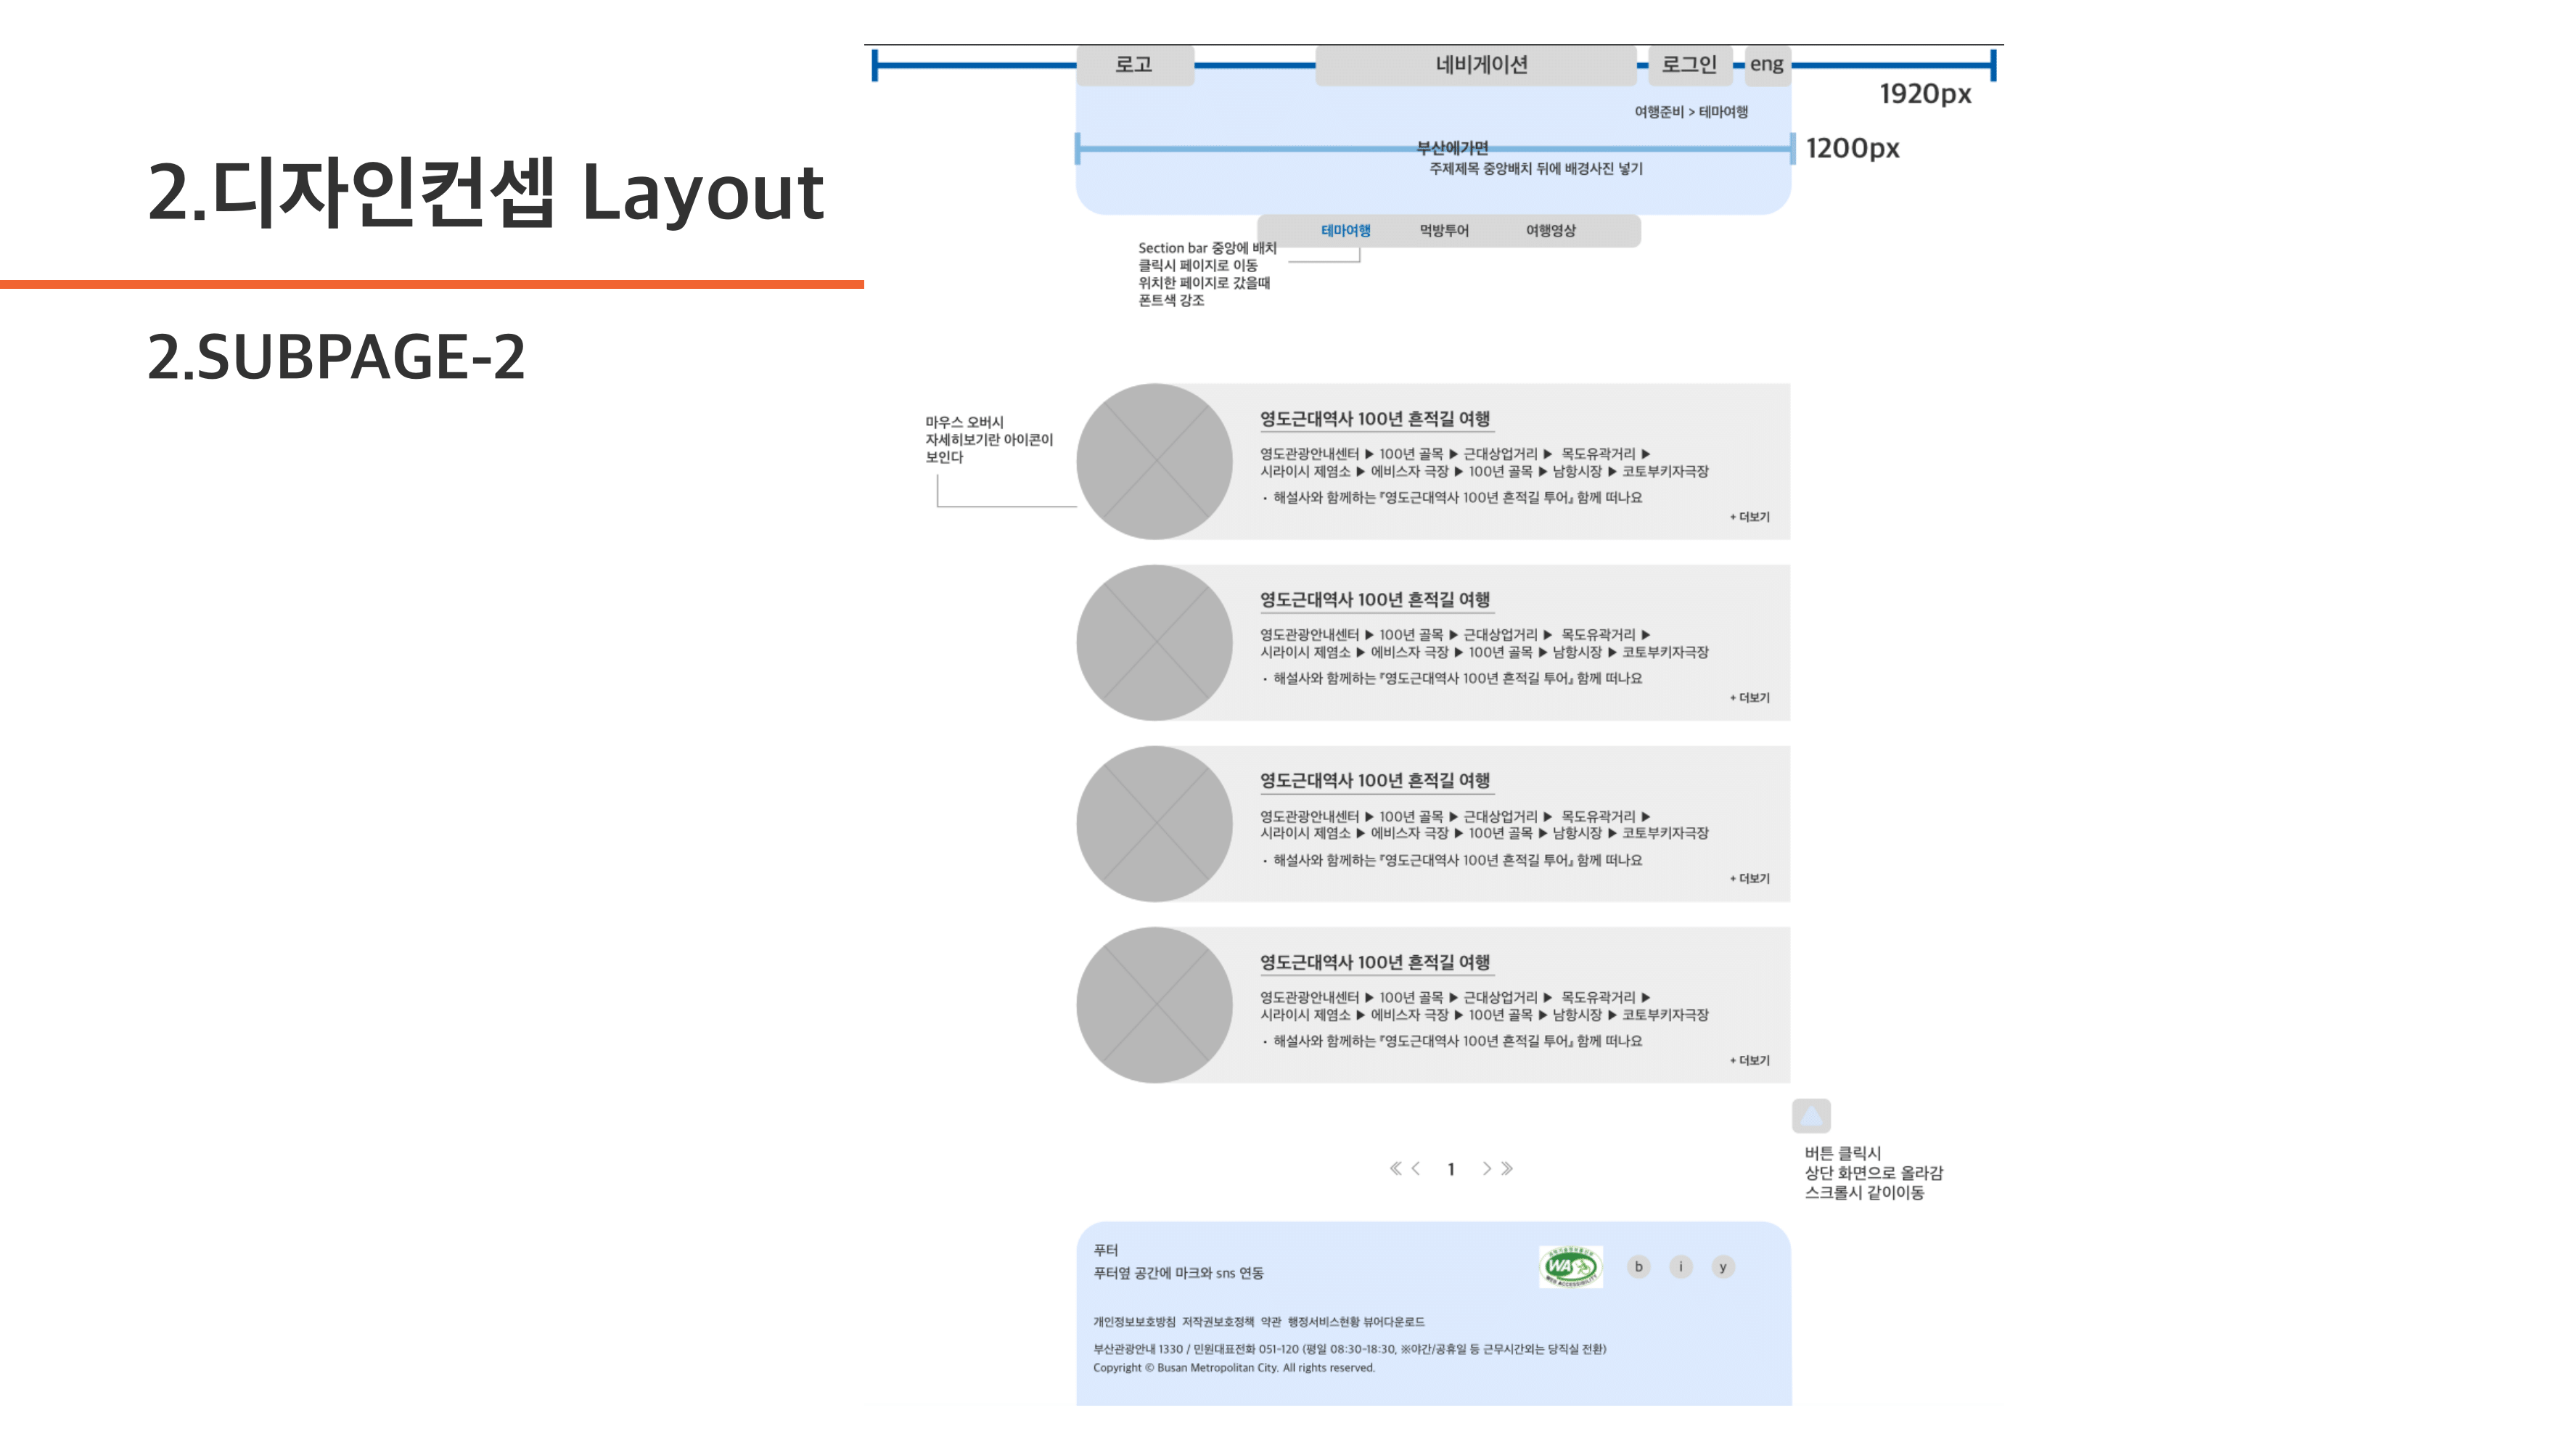 2.디자인컨셉 Layout
2.SUBPAGE-2
로고
네비게이션
로그인
eng
1920px
여행준비 > 테마여행
부산에가면
1200px
주제제목 중앙배치 뒤에 배경사진 넣기
테마여행 먹방투어 여행영상
Section bar 중앙에 배치
클릭시 페이지로 이동
위치한 페이지로 갔을때
폰트색 강조
마우스 오버시
자세히보기란 아이콘이
보인다
영도근대역사 100년 흔적길 여행
영도관광안내센터 ▶ 100년 골목 ▶ 근대상업거리 ▶ 목도유곽거리 ▶
시라이시 제염소 ▶ 에비스자 극장 ▶ 100년 골목 ▶ 남항시장 ▶ 코토부키자극장
· 해설사와 함께하는『영도근대역사 100년 흔적길 투어』함께 떠나요
+ 더보기
영도근대역사 100년 흔적길 여행
영도관광안내센터 ▶ 100년 골목 ▶ 근대상업거리 ▶ 목도유곽거리 ▶
시라이시 제염소 ▶ 에비스자 극장 ▶ 100년 골목 ▶ 남항시장 ▶ 코토부키자극장
· 해설사와 함께하는『영도근대역사 100년 흔적길 투어』함께 떠나요
+ 더보기
영도근대역사 100년 흔적길 여행
영도관광안내센터 ▶ 100년 골목 ▶ 근대상업거리 ▶ 목도유곽거리 ▶
시라이시 제염소 ▶ 에비스자 극장 ▶ 100년 골목 ▶ 남항시장 ▶ 코토부키자극장
· 해설사와 함께하는『영도근대역사 100년 흔적길 투어』함께 떠나요
+ 더보기
영도근대역사 100년 흔적길 여행
영도관광안내센터 ▶ 100년 골목 ▶ 근대상업거리 ▶ 목도유곽거리 ▶
시라이시 제염소 ▶ 에비스자 극장 ▶ 100년 골목 ▶ 남항시장 ▶ 코토부키자극장
· 해설사와 함께하는『영도근대역사 100년 흔적길 투어』함께 떠나요
+ 더보기
버튼 클릭시
상단 화면으로 올라감
스크롤시 같이이동
≪ < 1 > ≫
푸터
푸터옆 공간에 마크와 sns 연동
WA
WEB ACCESSIBILITY
b i y
개인정보보호방침 저작권보호정책 약관 행정서비스현황 뷰어다운로드
부산관광안내 1330 / 민원대표전화 051-120 (평일 08:30-18:30, ※야간/공휴일 등 근무시간외는 당직실 전환)
Copyright © Busan Metropolitan City. All rights reserved.